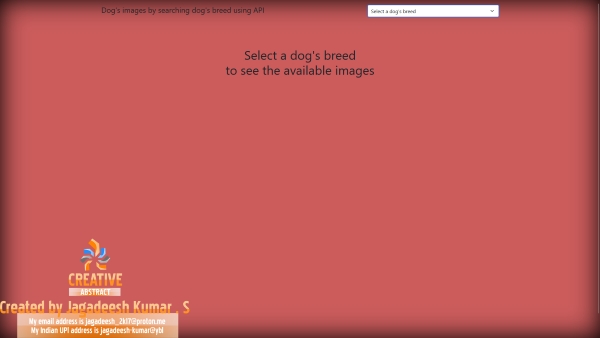 Dog's images by searching dog's breed using API
Select a dog's breed
Select a dog's breed
to see the available images
CREATIVE
ABSTRACT
Created by Jagadeesh Kumar . S
My email address is jagadeesh_2k17@proton.me
My Indian UPI address is jagadeesh-kumar@ybl